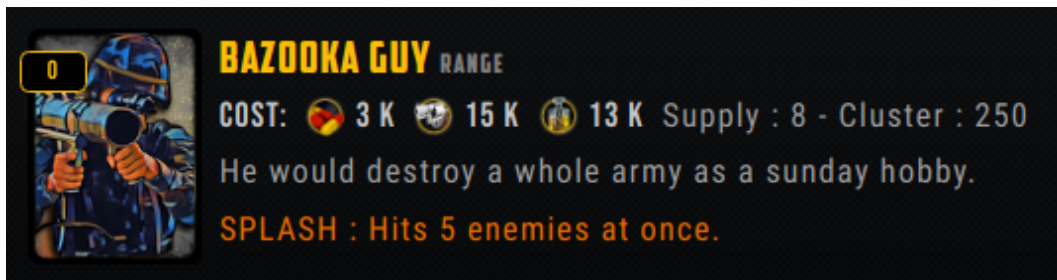 0
BAZOOKA GUY RANGE
COST: 3 K 15 K 13 K Supply : 8 - Cluster : 250
He would destroy a whole army as a sunday hobby.
SPLASH : Hits 5 enemies at once.